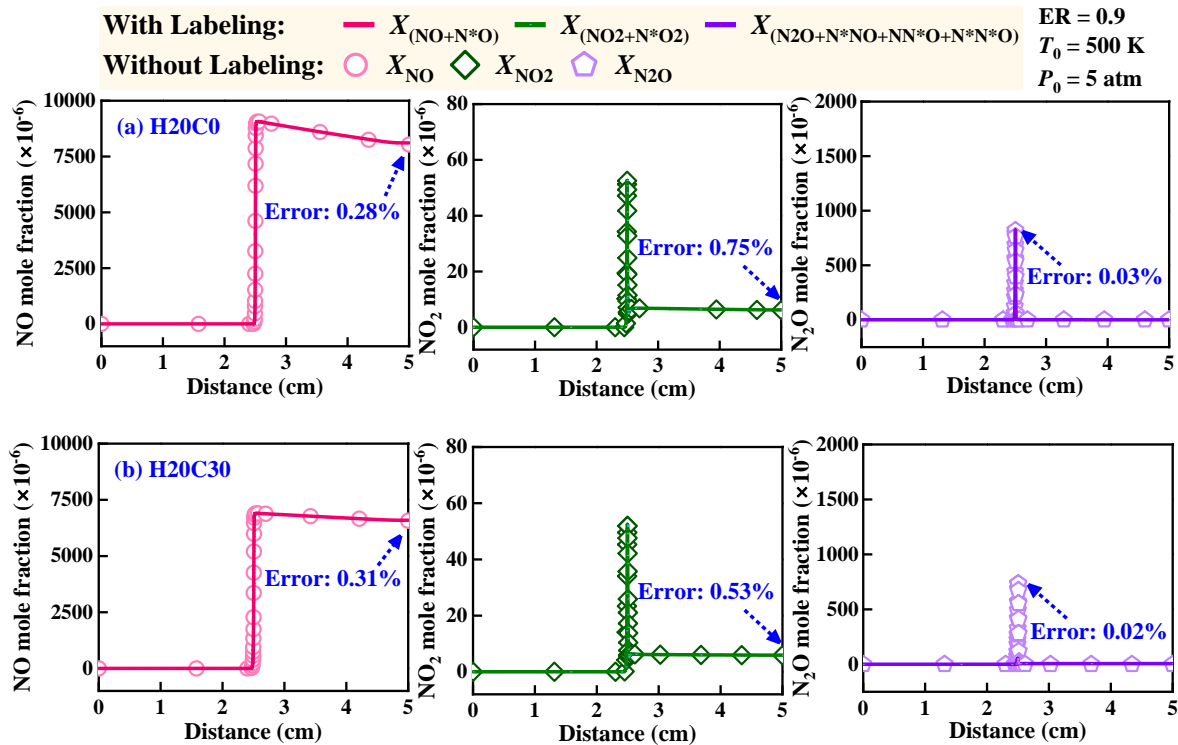 With Labeling: X(NO+N*O) X(NO2+N*O2) X(N2O+N*NO+NN*O+N*N*O)
Without Labeling: XNO XNO2 XN2O
ER = 0.9
T0 = 500 K
P0 = 5 atm
NO mole fraction (×10-6)
10000
7500
5000
2500
0
(a) H20C0
Error: 0.28%
0 1 2 3 4 5
Distance (cm)
NO2 mole fraction (×10-6)
80
60
40
20
0
Error: 0.75%
0 1 2 3 4 5
Distance (cm)
N2O mole fraction (×10-6)
2000
1500
1000
500
0
Error: 0.03%
0 1 2 3 4 5
Distance (cm)
NO mole fraction (×10-6)
10000
7500
5000
2500
0
(b) H20C30
Error: 0.31%
0 1 2 3 4 5
Distance (cm)
NO2 mole fraction (×10-6)
80
60
40
20
0
Error: 0.53%
0 1 2 3 4 5
Distance (cm)
N2O mole fraction (×10-6)
2000
1500
1000
500
0
Error: 0.02%
0 1 2 3 4 5
Distance (cm)